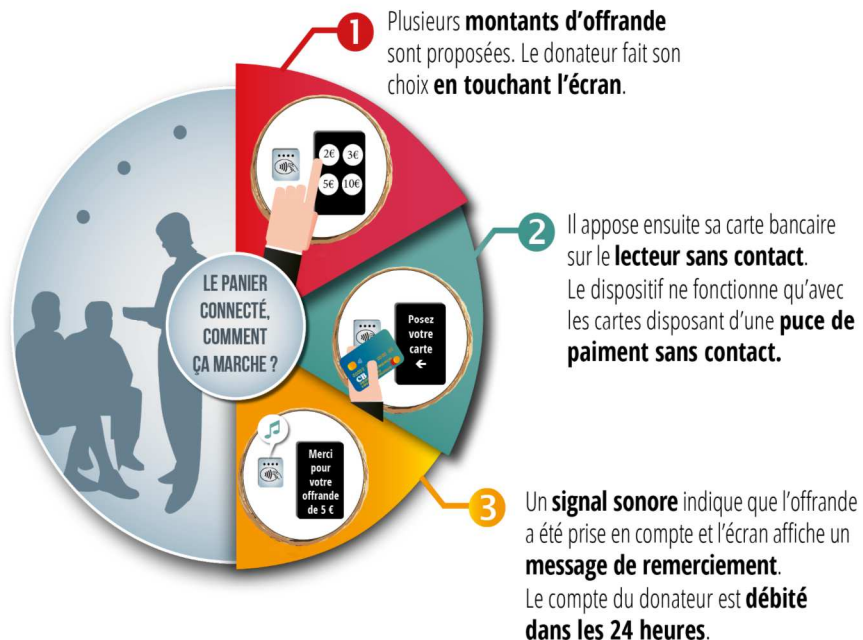 1
Plusieurs montants d’offrande
sont proposées. Le donateur fait son
choix en touchant l’écran.
2€ 3€
5€ 10€
2
Il appose ensuite sa carte bancaire
sur le lecteur sans contact.
Le dispositif ne fonctionne qu’avec
les cartes disposant d’une puce de
paiment sans contact.
LE PANIER
CONNECTÉ,
COMMENT
ÇA MARCHE ?
Posez
votre
carte
←
CB
Merci
pour
votre
offrande
de 5 €
3
Un signal sonore indique que l’offrande
a été prise en compte et l’écran affiche un
message de remerciement.
Le compte du donateur est débité
dans les 24 heures.